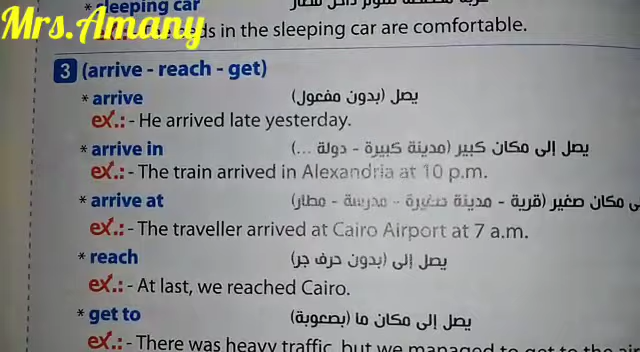 Mrs.Amany
* sleeping car
beds in the sleeping car are comfortable.
3 (arrive - reach - get)
* arrive يصل (بدون مفعول)
ex.: - He arrived late yesterday.
* arrive in يصل إلى مكان كبير (مدينة كبيرة - دولة ...)
ex.: - The train arrived in Alexandria at 10 p.m.
* arrive at مكان صغير (قرية - مدينة صغيرة - مدرسة - مطار)
ex.: - The traveller arrived at Cairo Airport at 7 a.m.
* reach يصل إلى (بدون حرف جر)
ex.: - At last, we reached Cairo.
* get to يصل إلى مكان ما (بصعوبة)
ex.: - There was heavy traffic, but we managed to get to the